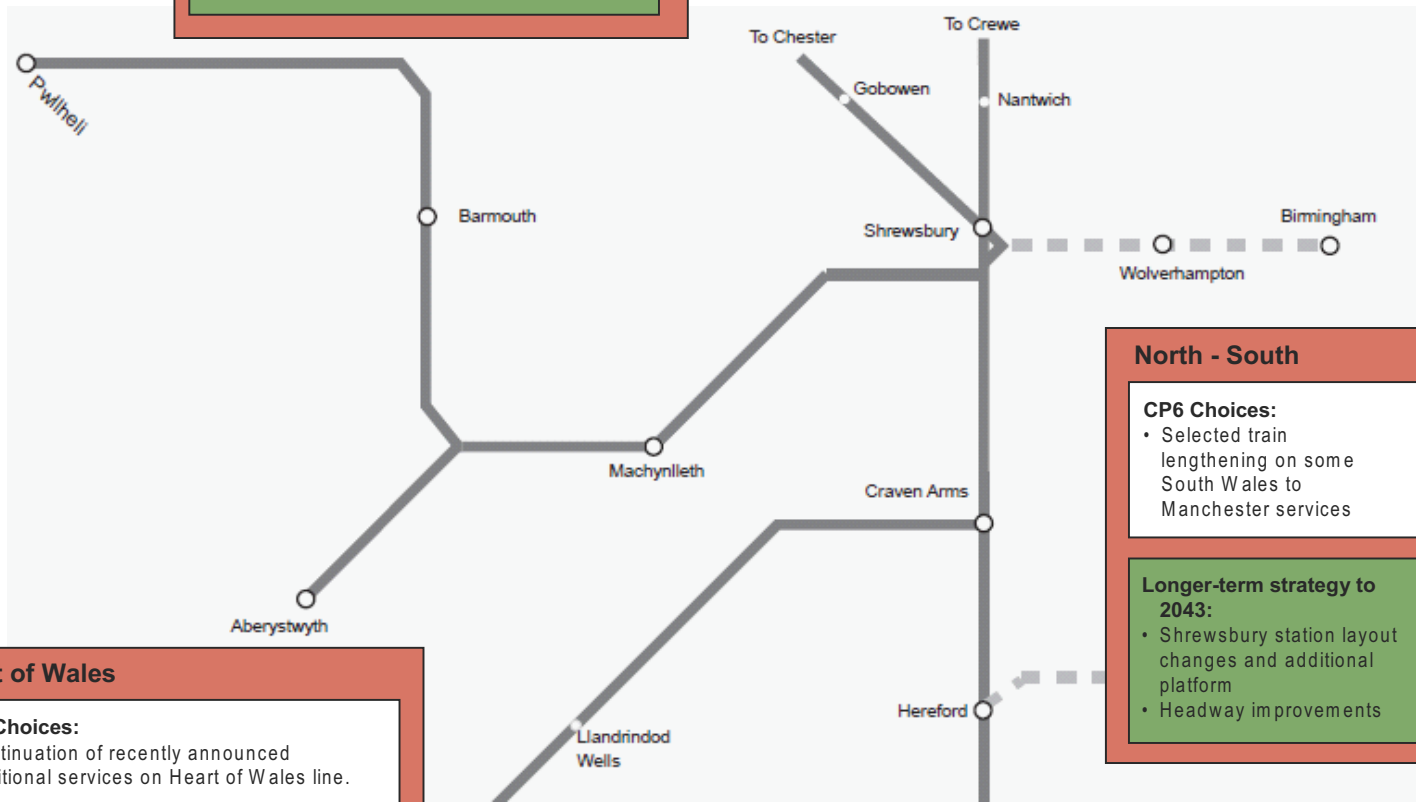 To Crewe
To Chester
Gobowen
Nantwich
Pwllheli
Barmouth
Shrewsbury
Birmingham
Wolverhampton
Machynlleth
Craven Arms
Aberystwyth
Hereford
Llandrindod
Wells
North - South
CP6 Choices:
• Selected train
lengthening on some
South Wales to
Manchester services
Longer-term strategy to
2043:
• Shrewsbury station layout
changes and additional
platform
• Headway improvements
of Wales
Choices:
tinuation of recently announced
itional services on Heart of Wales line.